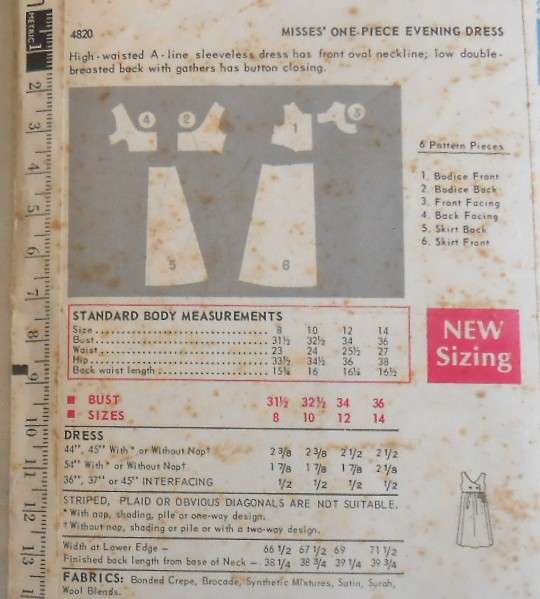 4820 MISSES' ONE-PIECE EVENING DRESS
High-waisted A-line sleeveless dress has front oval neckline; low double-
breasted back with gathers has button closing.
4 2 1 3
5 6
6 Pattern Pieces
1. Bodice Front
2. Bodice Back
3. Front Facing
4. Back Facing
5. Skirt Back
6. Skirt Front
STANDARD BODY MEASUREMENTS
Size 8 10 12 14
Bust 31½ 32½ 34 36
Waist 23 24 25½ 27
Hip 33½ 34½ 36 38
Back waist length 15¾ 16 16¼ 16½
NEW
Sizing
BUST 31½ 32½ 34 36
SIZES 8 10 12 14
DRESS
44", 45" With* or Without Nap† 2 3/8 2 3/8 2 1/2 2 1/2
54" With* or Without Nap† 1 7/8 1 7/8 1 7/8 2 1/8
36", 37" or 45" INTERFACING 1/2 1/2 1/2 1/2
STRIPED, PLAID OR OBVIOUS DIAGONALS ARE NOT SUITABLE.
* With nap, shading, pile or one-way design.
† Without nap, shading or pile or with a two-way design.
Width at Lower Edge – 66 1/2 67 1/2 69 71 1/2
Finished back length from base of Neck – 38 1/4 38 3/4 39 1/4 39 3/4
FABRICS: Bonded Crepe, Brocade, Synthetic Mixtures, Satin, Surah,
Wool Blends.
METRIC
1
2
3
4
5
6
7
8
9
10
11
12
13